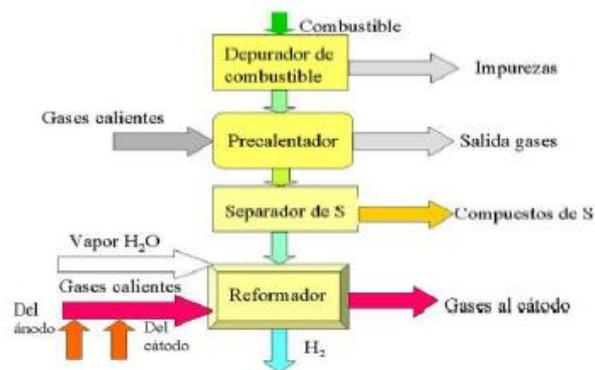 Combustible
Depurador de
combustible
Impurezas
Gases calientes
Precalentador
Salida gases
Separador de S
Compuestos de S
Vapor H₂O
Gases calientes
Reformador
Gases al cátodo
Del
ánodo
Del
cátodo
H₂